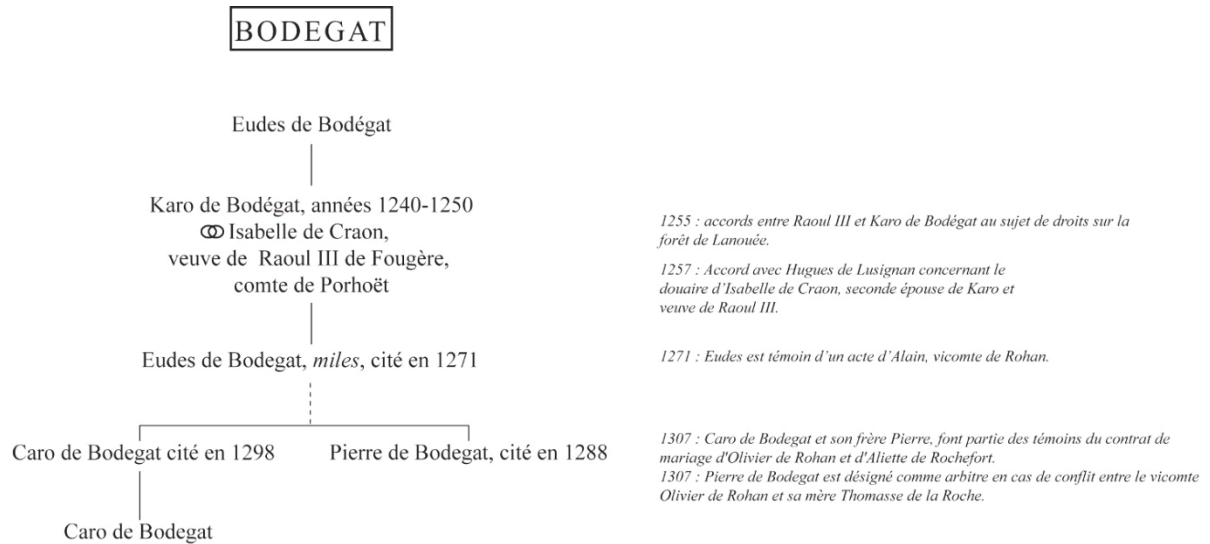 BODEGAT
Eudes de Bodégat
Karo de Bodégat, années 1240-1250
⚭ Isabelle de Craon,
veuve de Raoul III de Fougère,
comte de Porhoët
1255 : accords entre Raoul III et Karo de Bodégat au sujet de droits sur la
forêt de Lanouée.
1257 : Accord avec Hugues de Lusignan concernant le
douaire d'Isabelle de Craon, seconde épouse de Karo et
veuve de Raoul III.
Eudes de Bodegat, miles, cité en 1271
1271 : Eudes est témoin d'un acte d'Alain, vicomte de Rohan.
Caro de Bodegat cité en 1298
Pierre de Bodegat, cité en 1288
1307 : Caro de Bodegat et son frère Pierre, font partie des témoins du contrat de
mariage d'Olivier de Rohan et d'Aliette de Rochefort.
1307 : Pierre de Bodegat est désigné comme arbitre en cas de conflit entre le vicomte
Olivier de Rohan et sa mère Thomasse de la Roche.
Caro de Bodegat